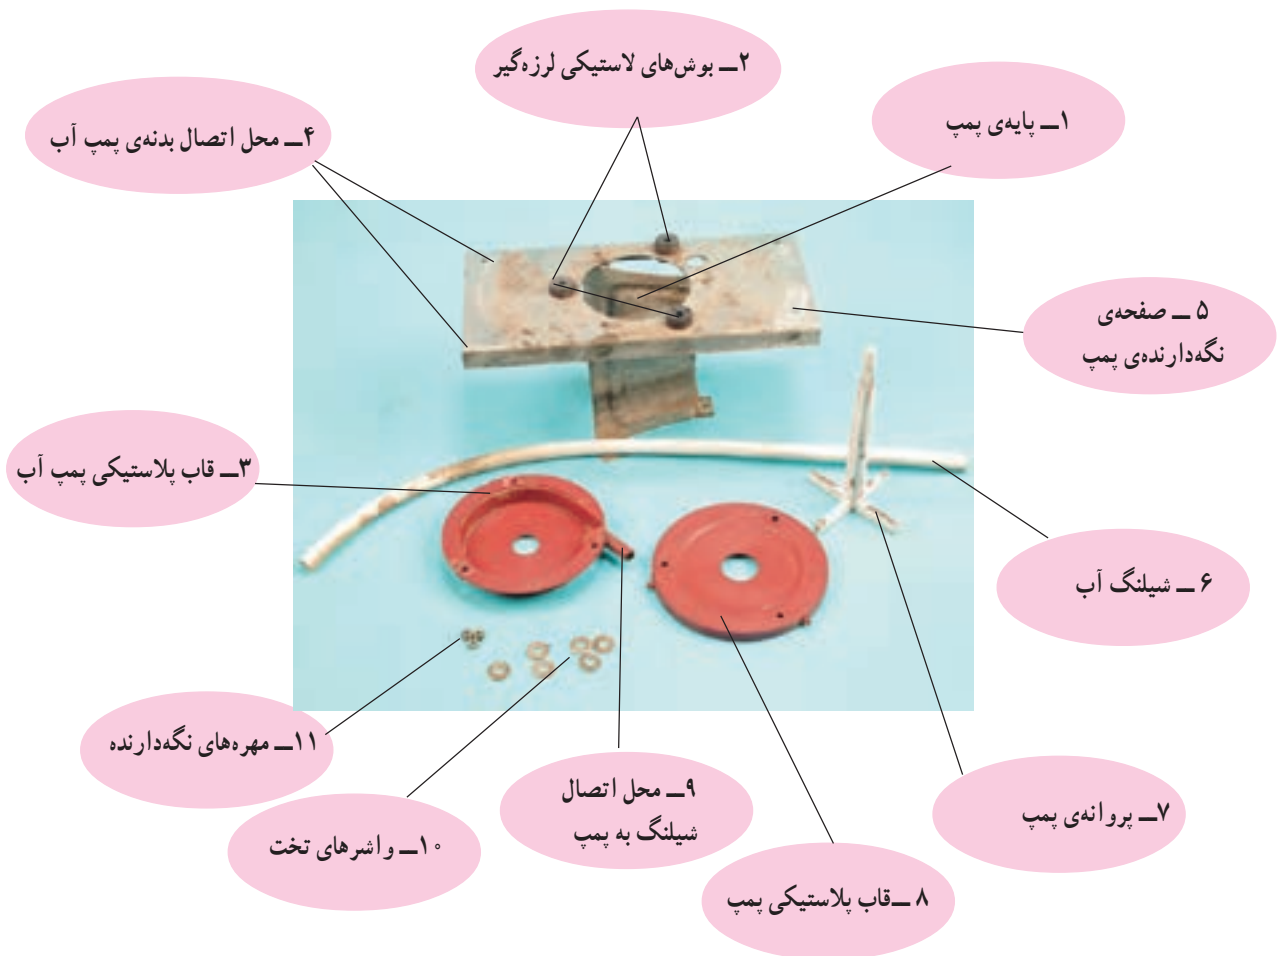 ۱ــ پایه‌ی پمپ
۲ــ بوش‌های لاستیکی لرزه‌گیر
۳ــ قاب پلاستیکی پمپ آب
۴ــ محل اتصال بدنه‌ی پمپ آب
۵ ــ صفحه‌ی
نگه‌دارنده‌ی پمپ
۶ ــ شیلنگ آب
۷ــ پروانه‌ی پمپ
۸ ــ قاب پلاستیکی پمپ
۹ــ محل اتصال
شیلنگ به پمپ
۱۰ــ واشرهای تخت
۱۱ــ مهره‌های نگه‌دارنده